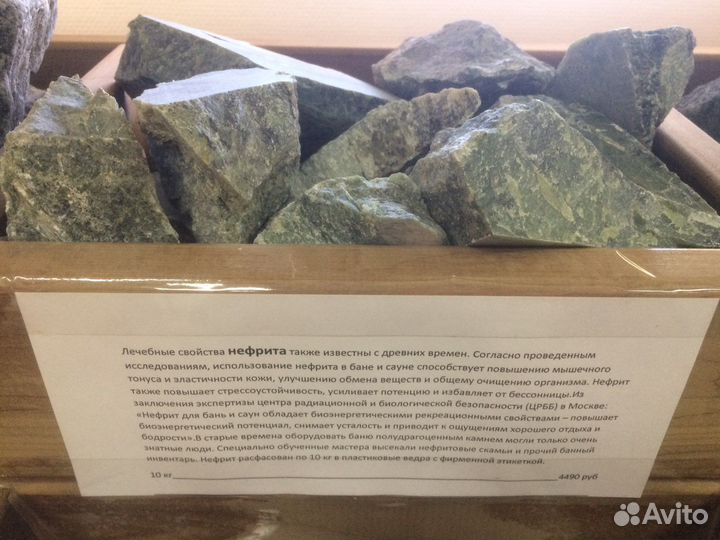 Лечебные свойства нефрита также известны с древних времен. Согласно проведенным
исследованиям, использование нефрита в бане и сауне способствует повышению мышечного
тонуса и эластичности кожи, улучшению обмена веществ и общему очищению организма. Нефрит
также повышает стрессоустойчивость, усиливает потенцию и избавляет от бессонницы.Из
заключения экспертизы центра радиационной и биологической безопасности (ЦРББ) в Москве:
«Нефрит для бань и саун обладает биоэнергетическими рекреационными свойствами – повышает
биоэнергетический потенциал, снимает усталость и приводит к ощущениям хорошего отдыха и
бодрости».В старые времена оборудовать баню полудрагоценным камнем могли только очень
знатные люди. Специально обученные мастера высекали нефритовые скамьи и прочий банный
инвентарь. Нефрит расфасован по 10 кг в пластиковые ведра с фирменной этикеткой.
10 кг 4490 руб
Avito